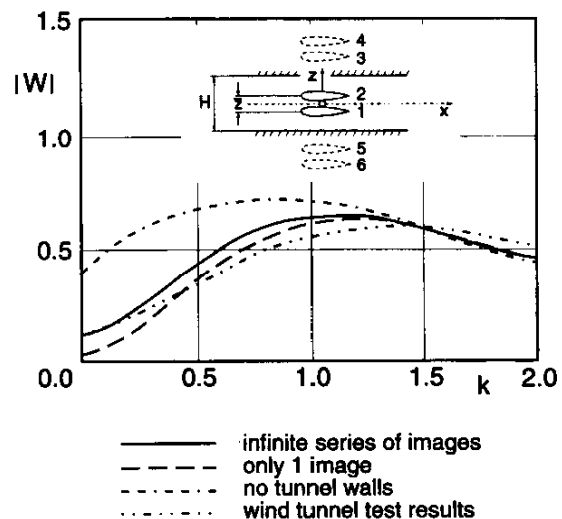 1.5
|W|
1.0
0.5
0.0
0.5
1.0
1.5
k
2.0
4
3
z
H
z
2
1
x
5
6
infinite series of images
only 1 image
no tunnel walls
wind tunnel test results